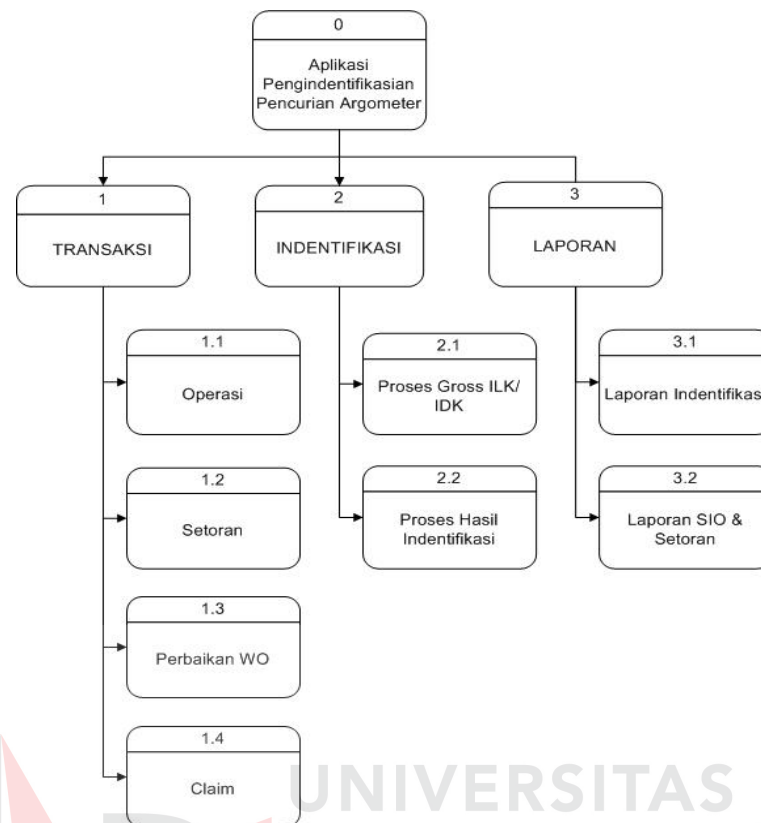 0
Aplikasi
Pengindentifikasian
Pencurian Argometer
1
TRANSAKSI
2
INDENTIFIKASI
3
LAPORAN
1.1
Operasi
1.2
Setoran
1.3
Perbaikan WO
1.4
Claim
2.1
Proses Gross ILK/
IDK
2.2
Proses Hasil
Indentifikasi
3.1
Laporan Indentifikas
3.2
Laporan SIO &
Setoran
UNIVERSITAS